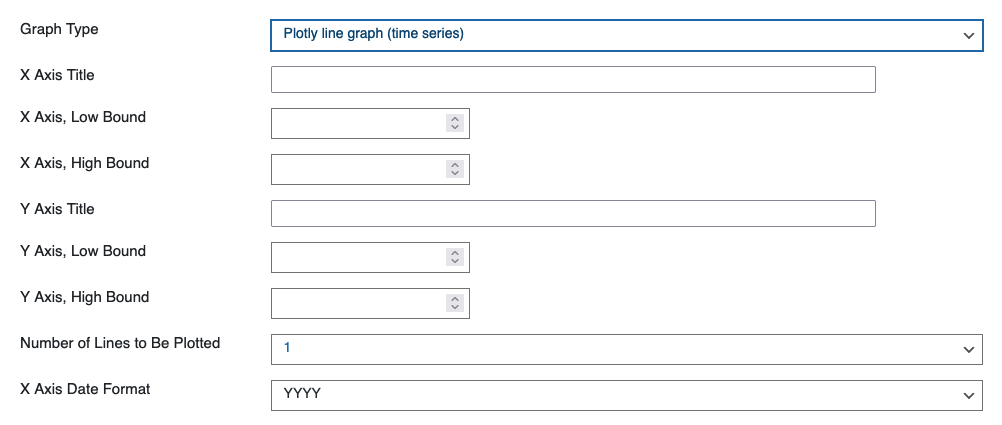 Graph Type Plotly line graph (time series)
X Axis Title
X Axis, Low Bound
X Axis, High Bound
Y Axis Title
Y Axis, Low Bound
Y Axis, High Bound
Number of Lines to Be Plotted 1
X Axis Date Format YYYY